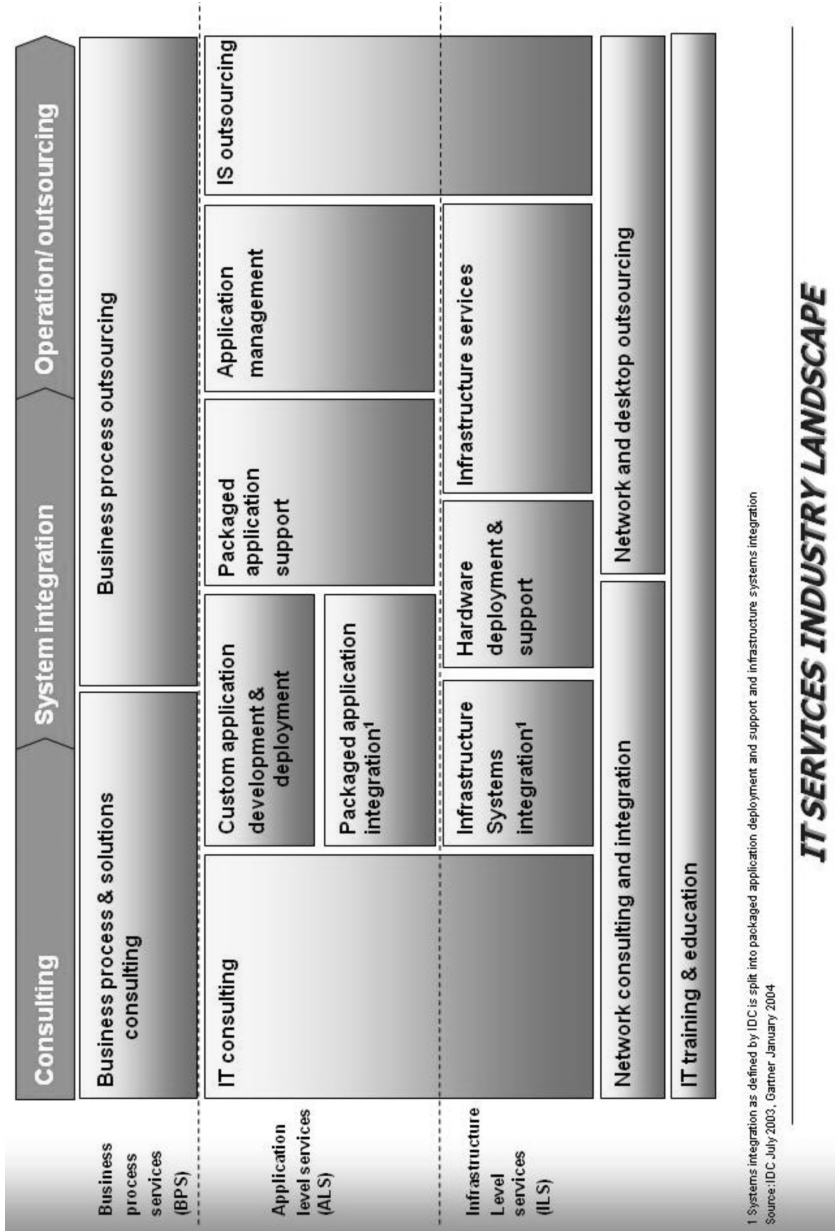 Consulting
System integration
Operation/ outsourcing
Business
process
services
(BPS)
Business process & solutions
consulting
Business process outsourcing
Application
level services
(ALS)
IT consulting
Custom application
development &
deployment
Packaged application
integration¹
Packaged
application
support
Application
management
IS outsourcing
Infrastructure
Level
services
(ILS)
Infrastructure
Systems
integration¹
Hardware
deployment &
support
Infrastructure services
Network consulting and integration
Network and desktop outsourcing
IT training & education
1 Systems integration as defined by IDC is split into packaged application deployment and support and infrastructure systems integration
Source:IDC July 2003, Gartner January 2004
IT SERVICES INDUSTRY LANDSCAPE